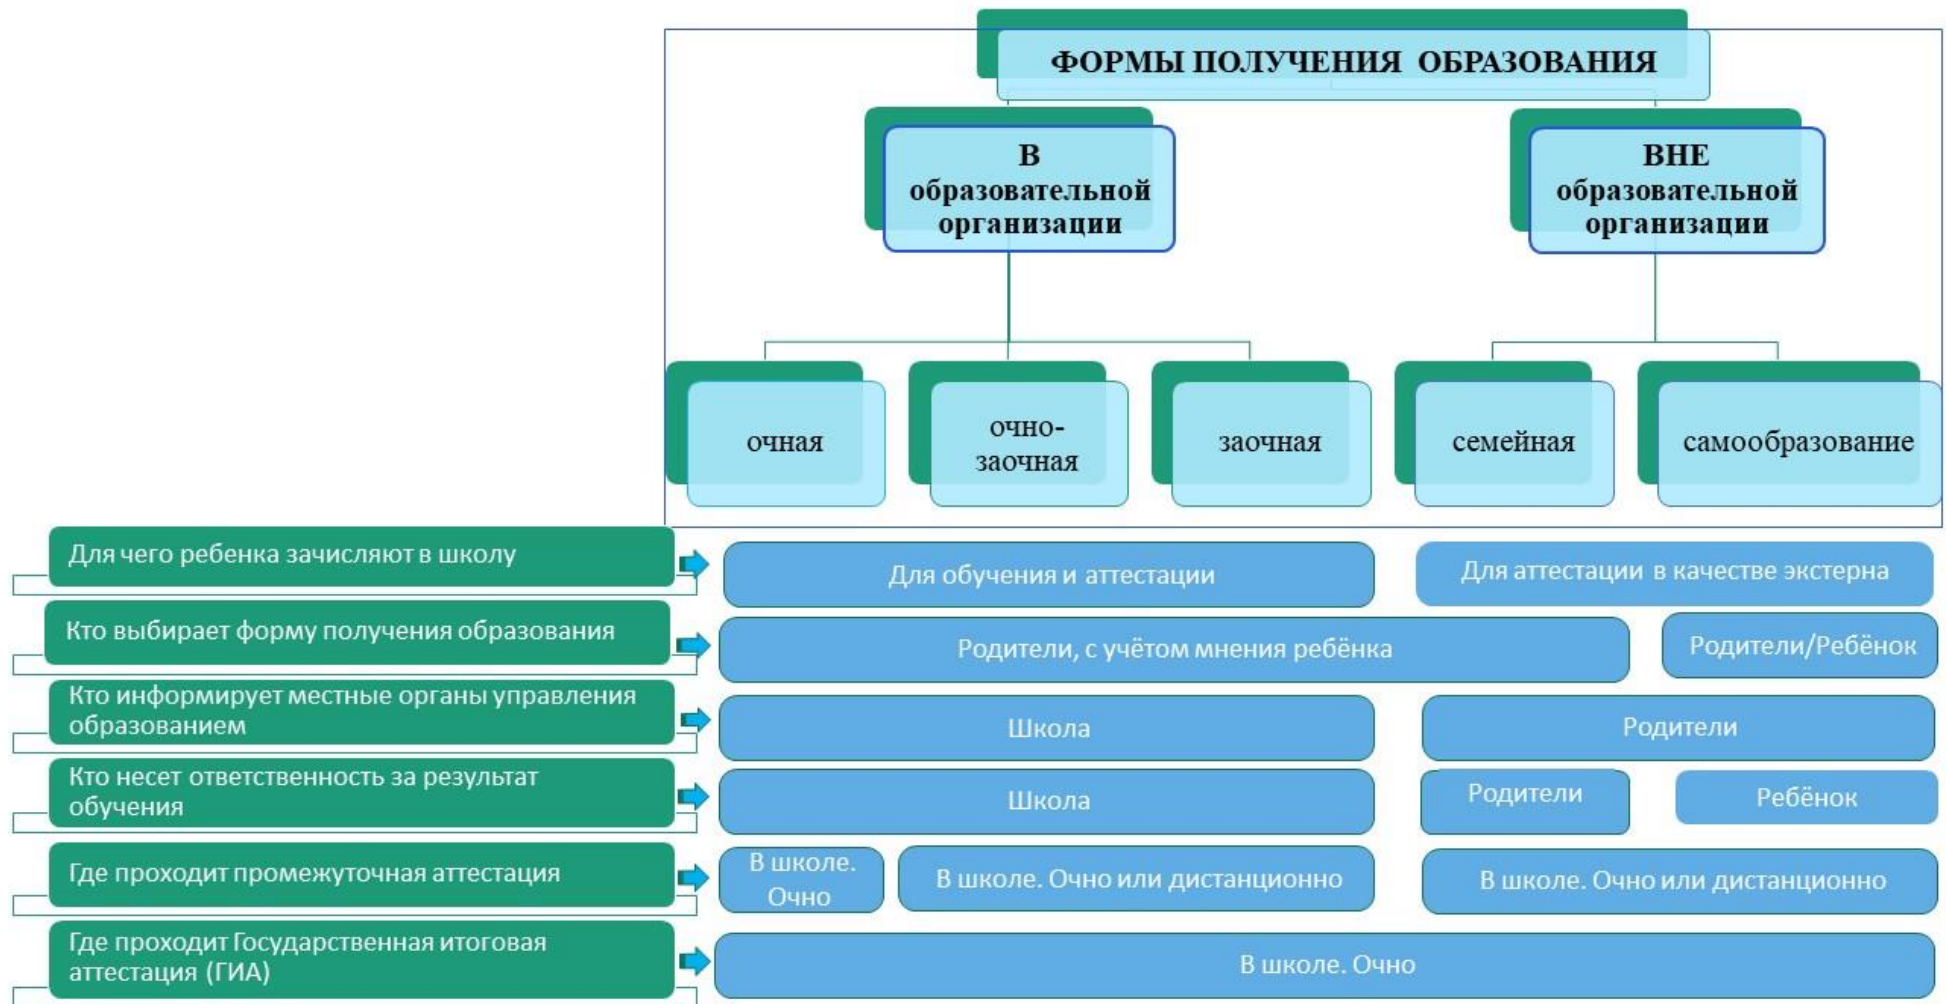 ФОРМЫ ПОЛУЧЕНИЯ ОБРАЗОВАНИЯ
В
образовательной
организации
ВНЕ
образовательной
организации
очная
очно-
заочная
заочная
семейная
самообразование
Для чего ребенка зачисляют в школу
Для обучения и аттестации
Для аттестации в качестве экстерна
Кто выбирает форму получения образования
Родители, с учётом мнения ребёнка
Родители/Ребёнок
Кто информирует местные органы управления
образованием
Школа
Родители
Кто несет ответственность за результат
обучения
Школа
Родители
Ребёнок
Где проходит промежуточная аттестация
В школе.
Очно
В школе. Очно или дистанционно
В школе. Очно или дистанционно
Где проходит Государственная итоговая
аттестация (ГИА)
В школе. Очно